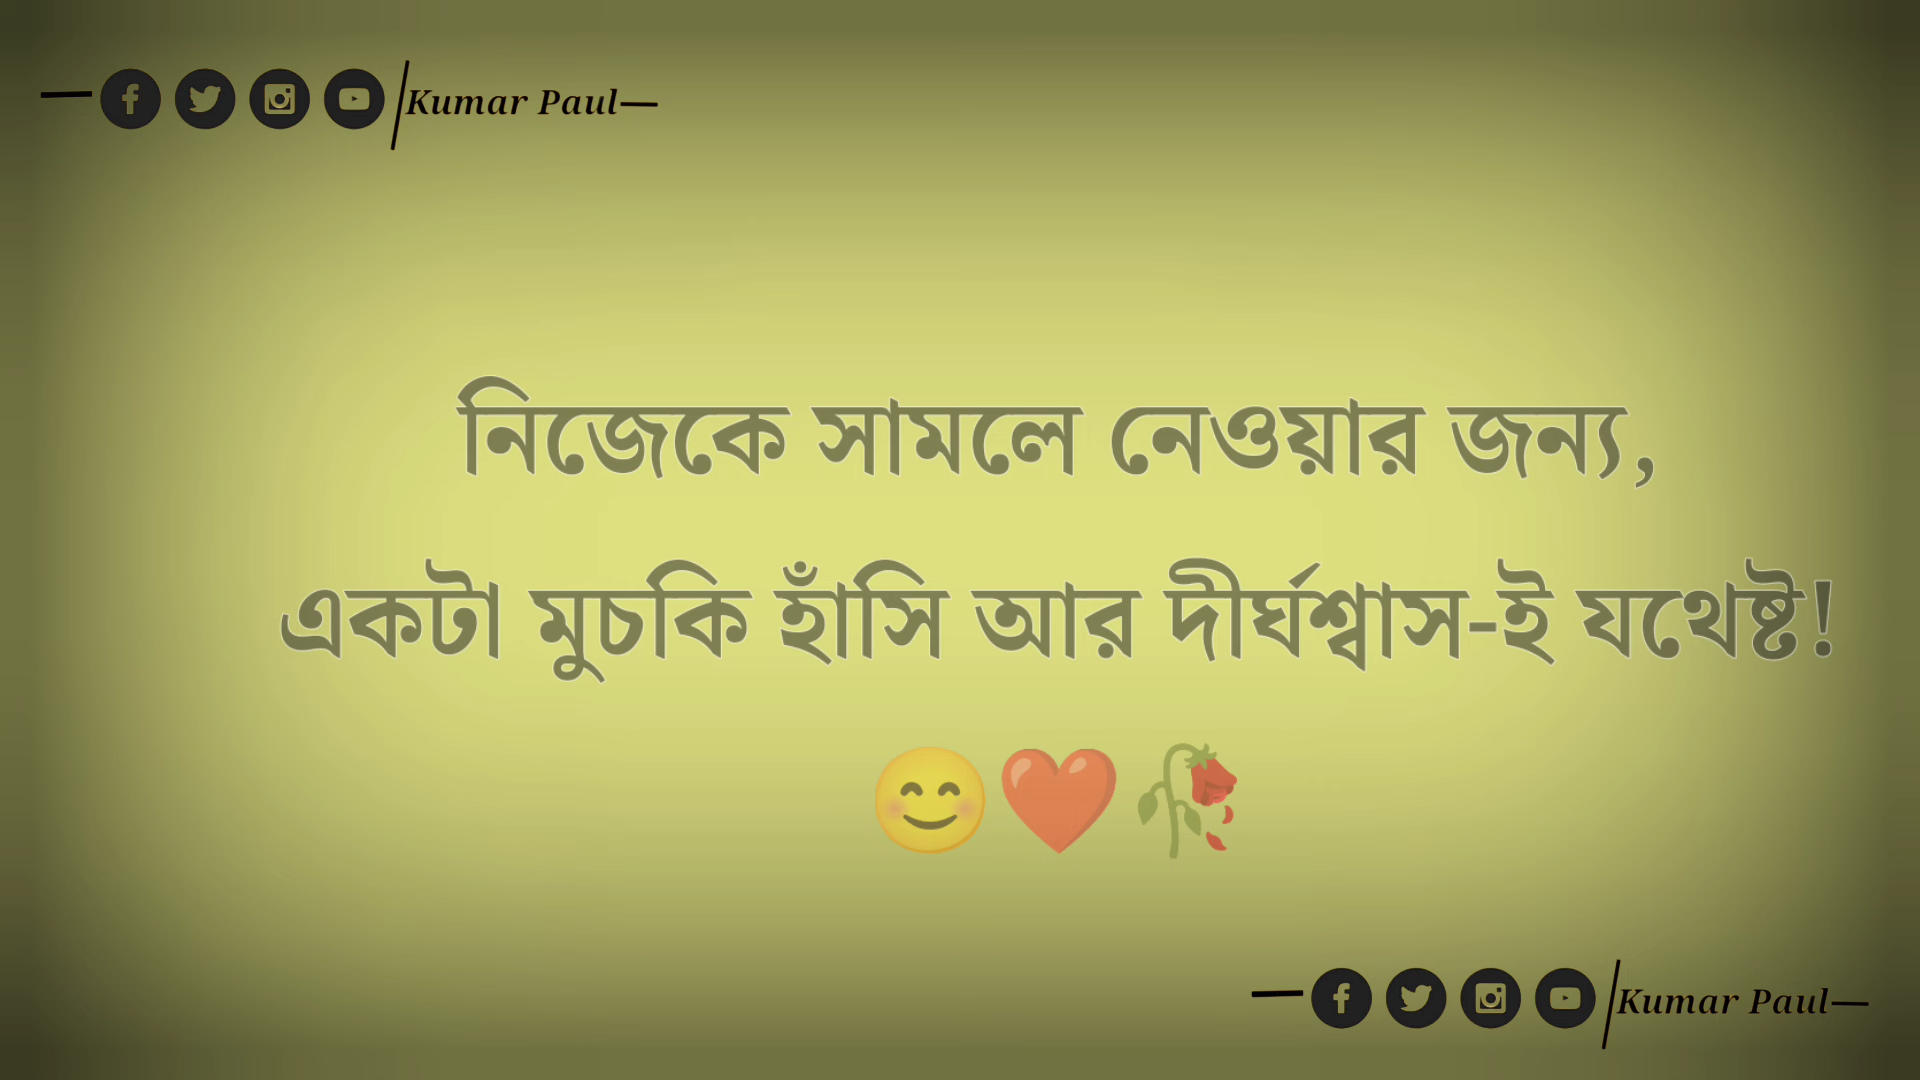 Kumar Paul
নিজেকে সামলে নেওয়ার জন্য,
একটা মুচকি হাঁসি আর দীর্ঘশ্বাস-ই যথেষ্ট!
😊❤️🥀
Kumar Paul